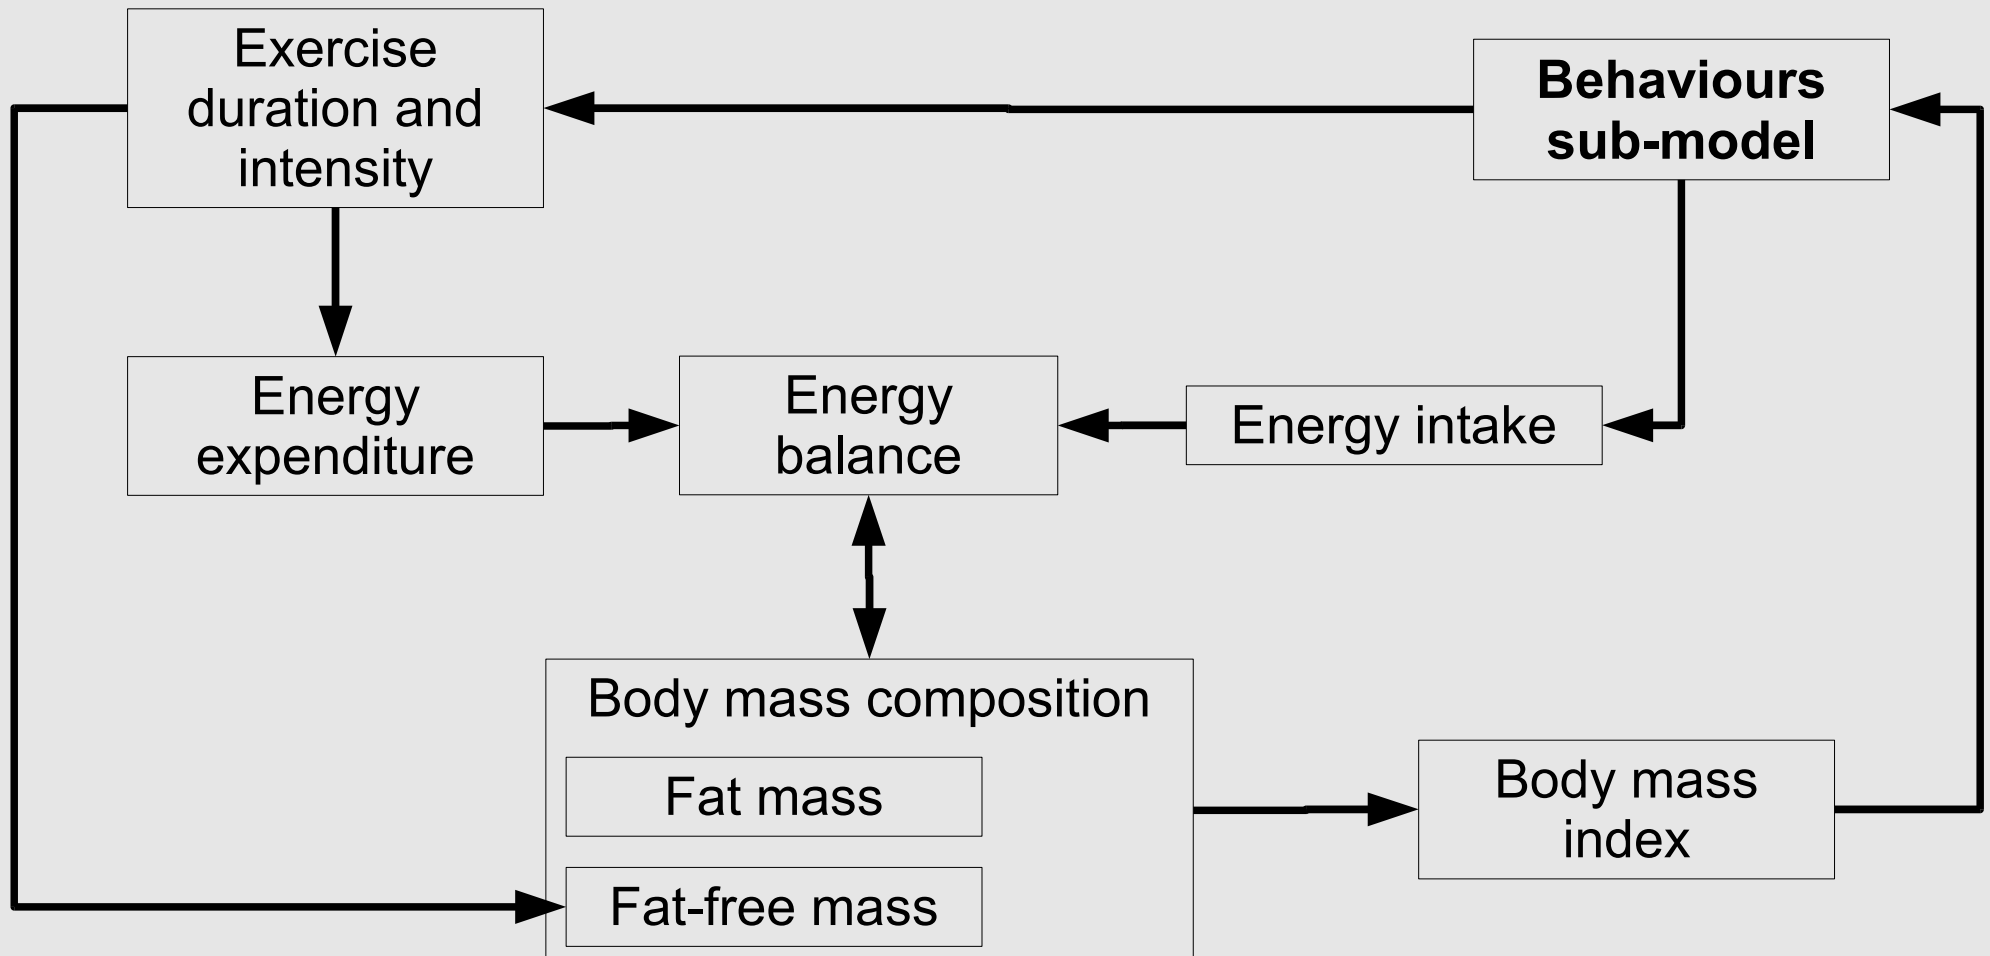 Exercise
duration and
intensity
Behaviours
sub-model
Energy
expenditure
Energy
balance
Energy intake
Body mass composition
Fat mass
Fat-free mass
Body mass
index